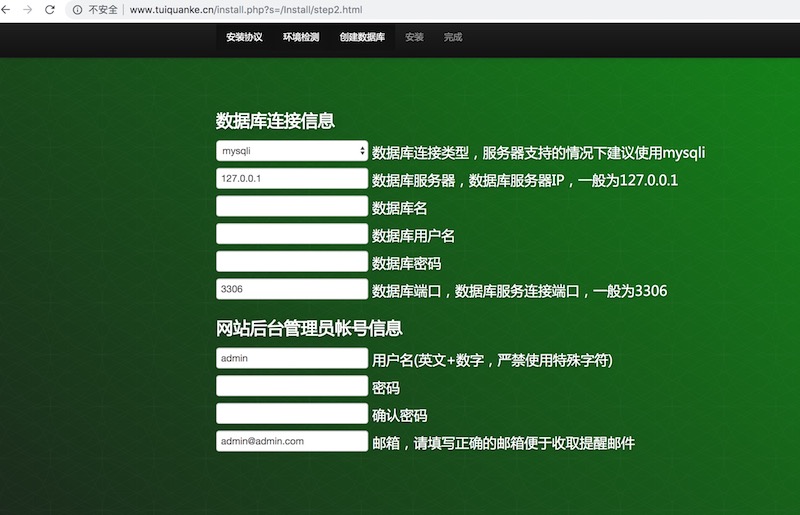 不安全 www.tuiquanke.cn/install.php?s=/Install/step2.html
安装协议 环境检测 创建数据库 安装 完成
数据库连接信息
mysqli 数据库连接类型，服务器支持的情况下建议使用mysqli
127.0.0.1 数据库服务器，数据库服务器IP，一般为127.0.0.1
数据库名
数据库用户名
数据库密码
3306 数据库端口，数据库服务连接端口，一般为3306
网站后台管理员帐号信息
admin 用户名(英文+数字，严禁使用特殊字符)
密码
确认密码
admin@admin.com 邮箱，请填写正确的邮箱便于收取提醒邮件